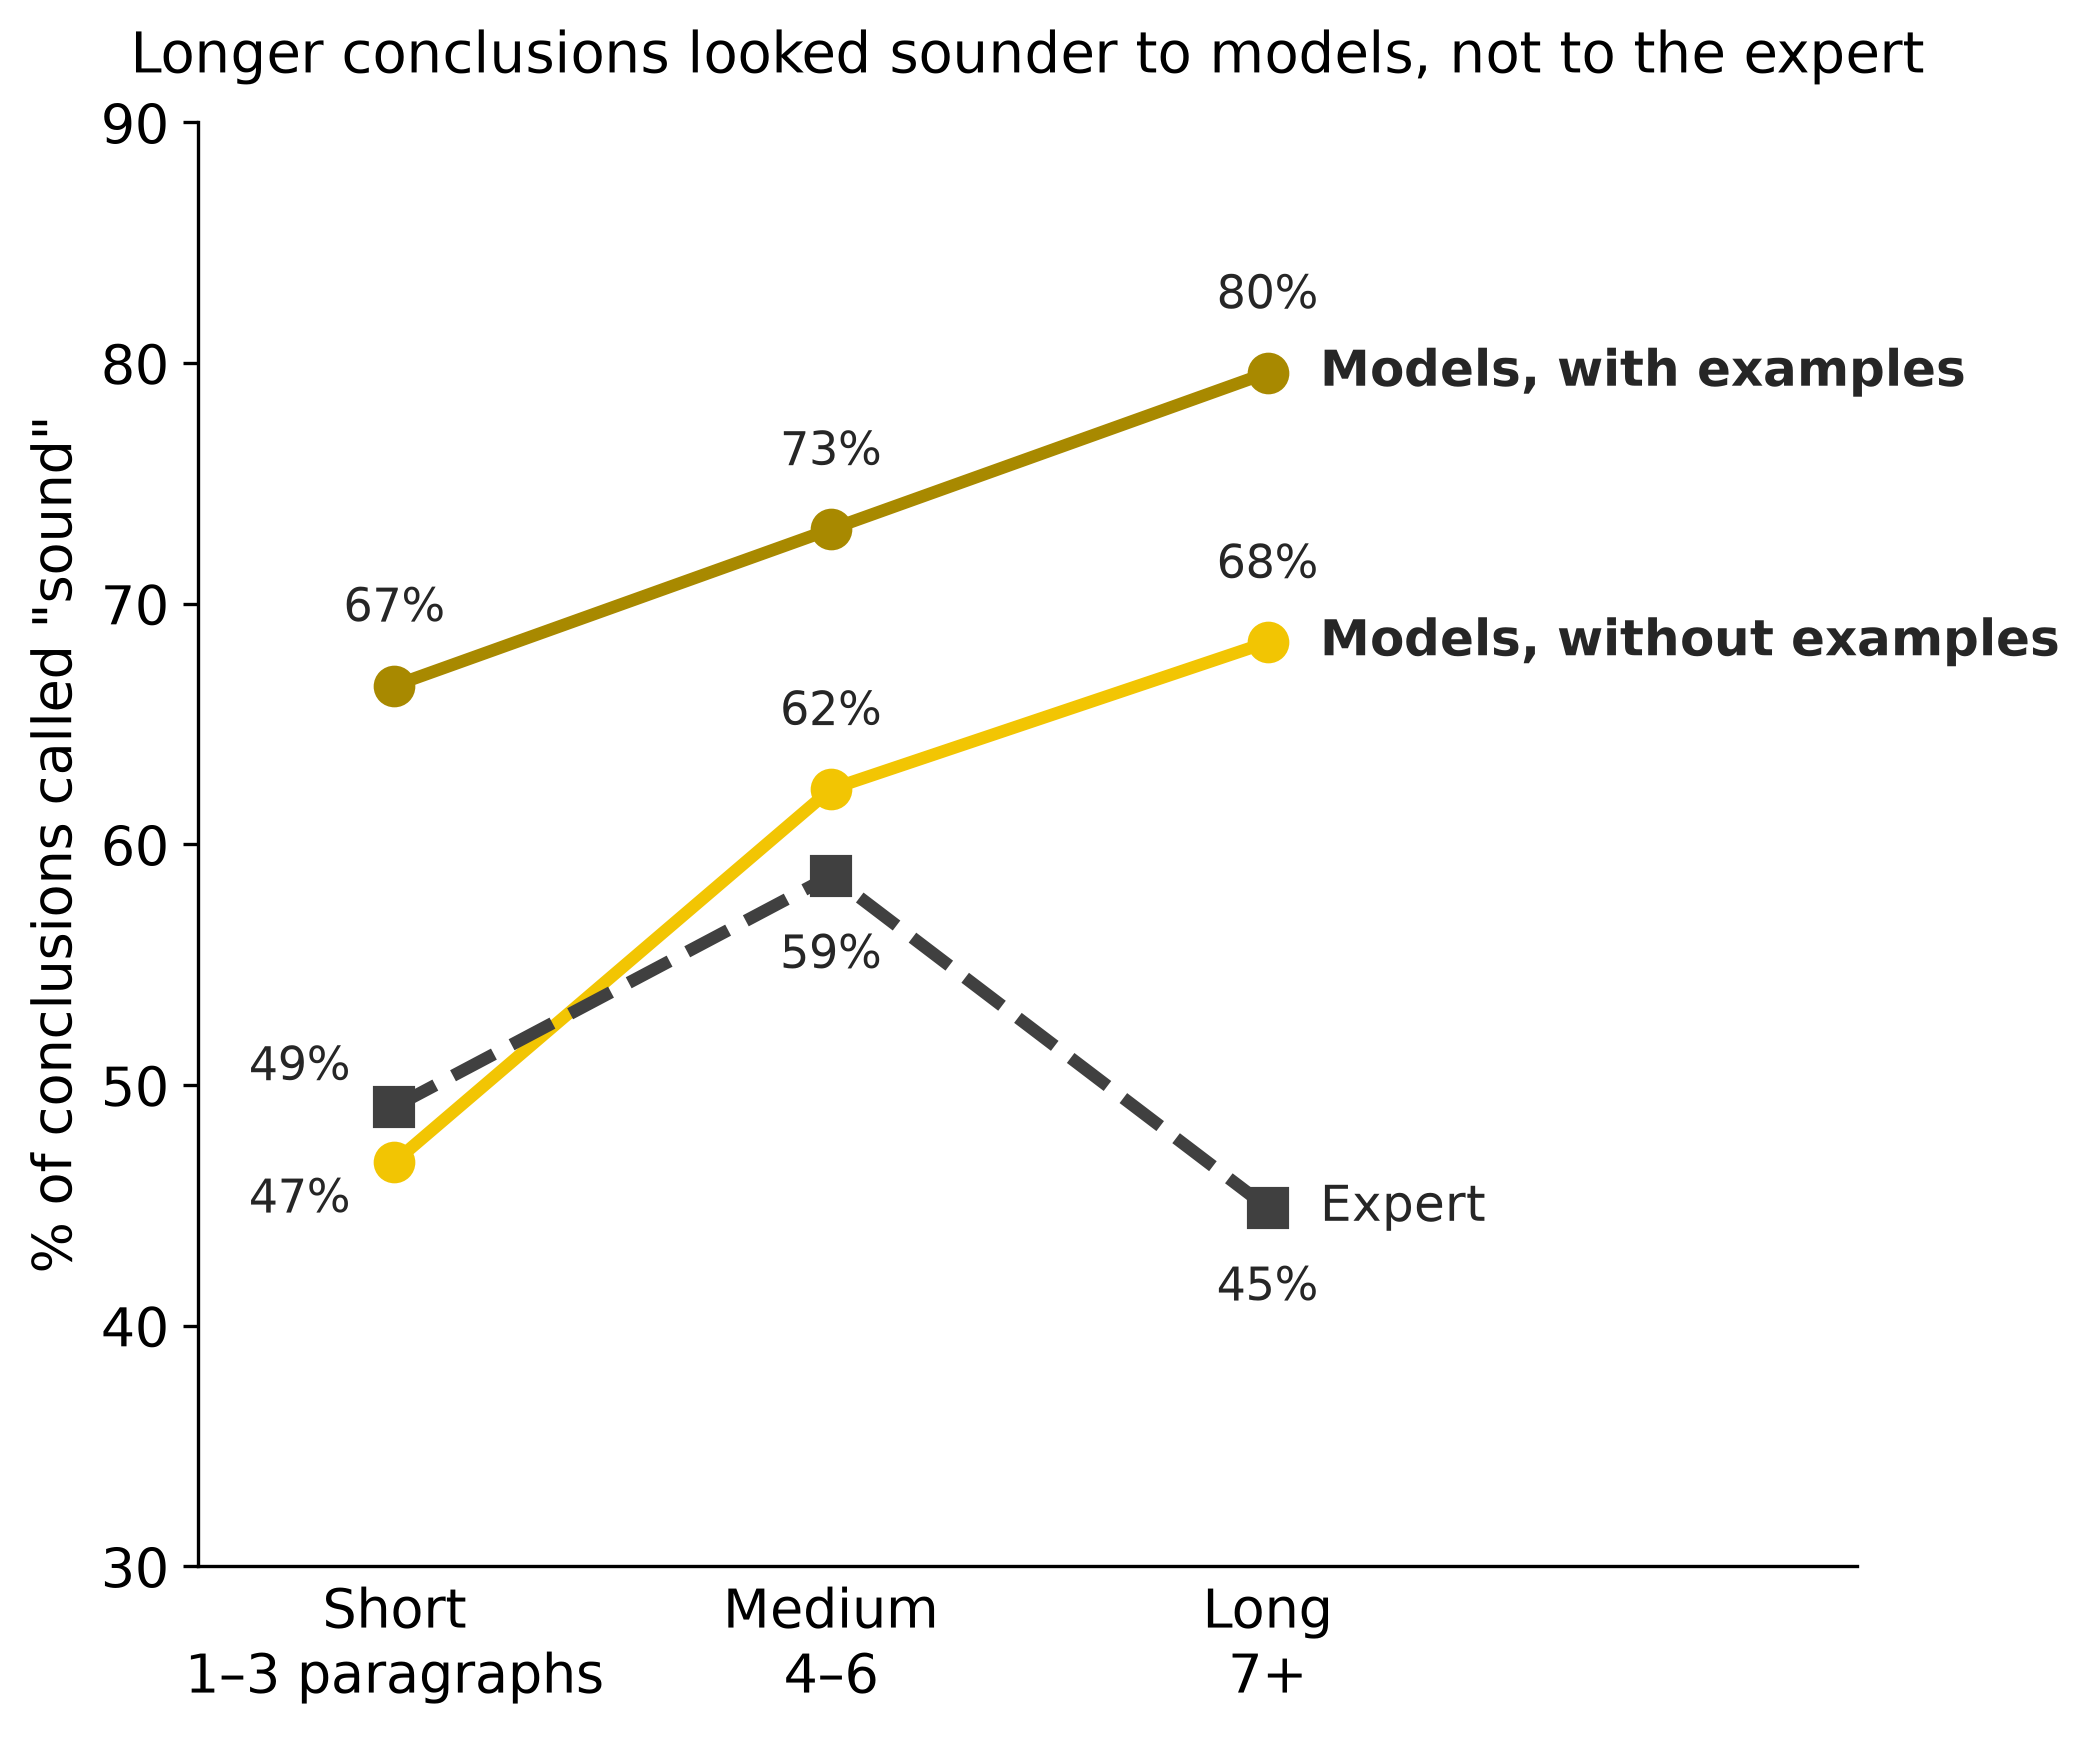 Longer conclusions looked sounder to models, not to the expert
% of conclusions called "sound"
90
80
70
60
50
40
30
80%
Models, with examples
73%
67%
68%
Models, without examples
62%
59%
49%
47%
Expert
45%
Short
1–3 paragraphs
Medium
4–6
Long
7+